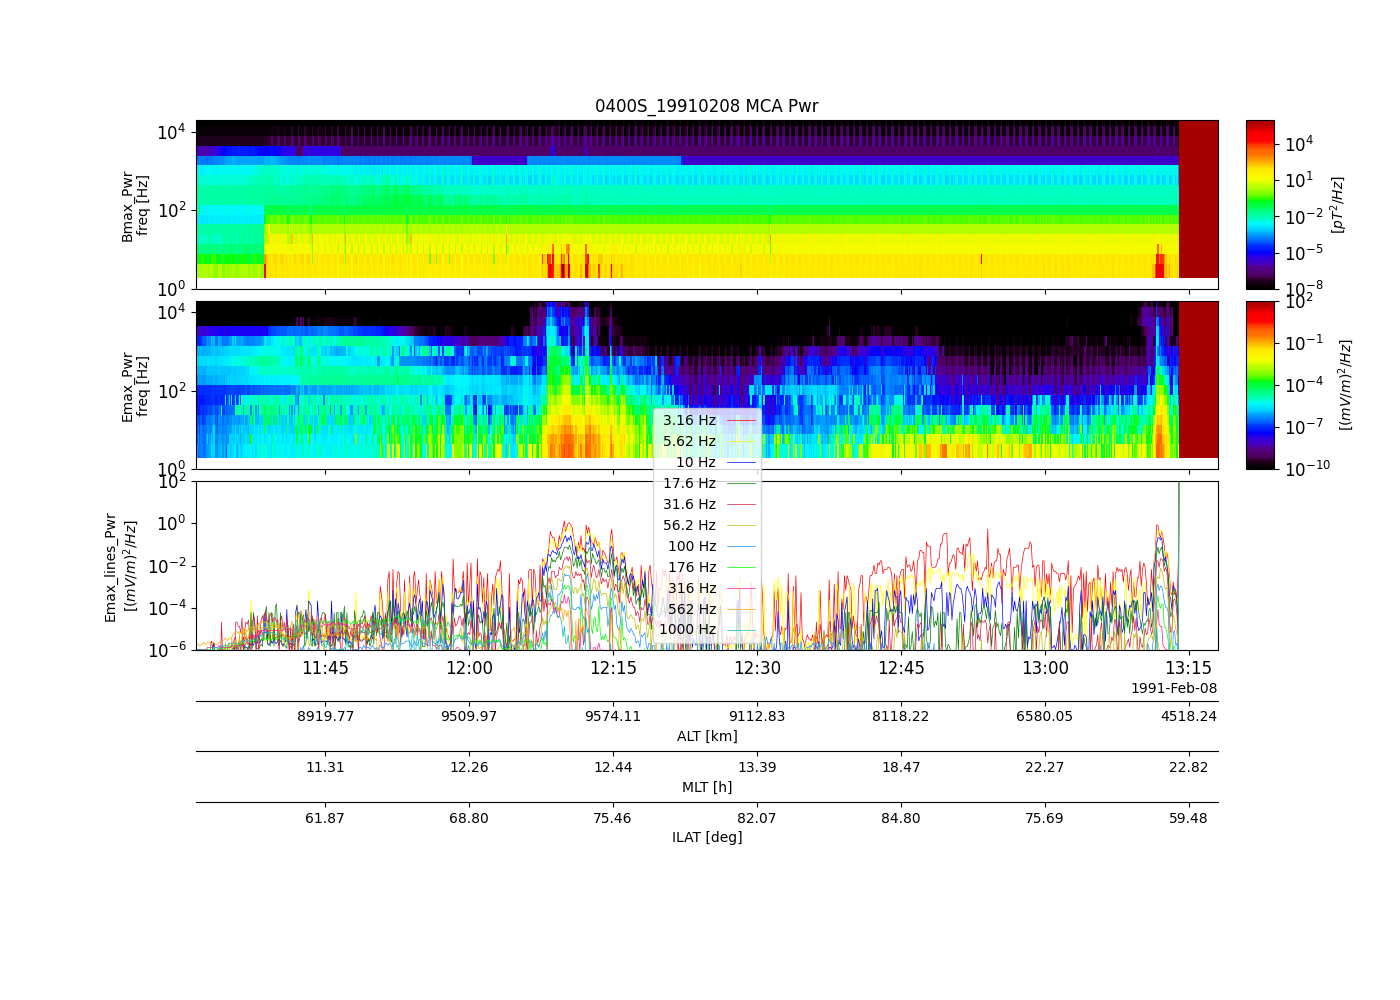 0400S_19910208 MCA Pwr
10^4
10^2
10^0
Bmax_Pwr
freq [Hz]
10^4
10^1
10^-2
10^-5
10^-8
[pT^2/Hz]
10^4
10^2
10^0
Emax_Pwr
freq [Hz]
10^2
10^-1
10^-4
10^-7
10^-10
[(mV/m)^2/Hz]
10^2
10^0
10^-2
10^-4
10^-6
Emax_lines_Pwr
[(mV/m)^2/Hz]
3.16 Hz
5.62 Hz
10 Hz
17.6 Hz
31.6 Hz
56.2 Hz
100 Hz
176 Hz
316 Hz
562 Hz
1000 Hz
11:45 12:00 12:15 12:30 12:45 13:00 13:15
1991-Feb-08
8919.77 9509.97 9574.11 9112.83 8118.22 6580.05 4518.24
ALT [km]
11.31 12.26 12.44 13.39 18.47 22.27 22.82
MLT [h]
61.87 68.80 75.46 82.07 84.80 75.69 59.48
ILAT [deg]